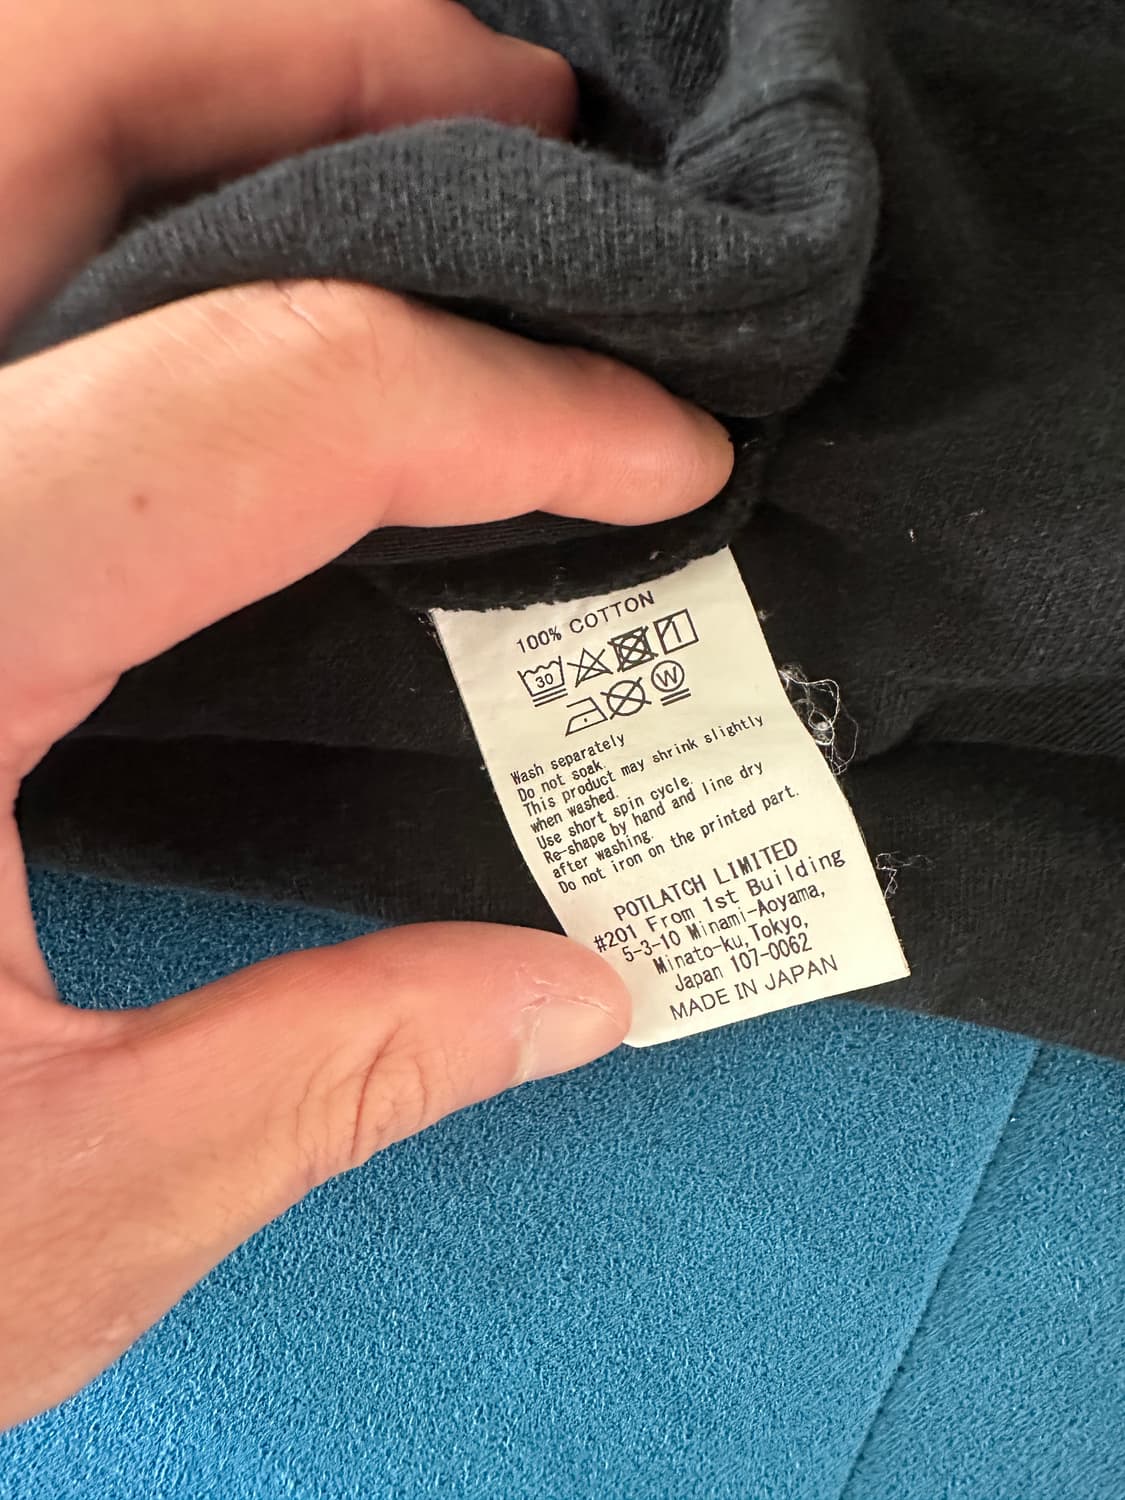 100% COTTON
30
W
Wash separately
Do not soak.
This product may shrink slightly
when washed.
Use short spin cycle.
Re-shape by hand and line dry
after washing.
Do not iron on the printed part.
POTLATCH LIMITED
#201 From 1st Building
5-3-10 Minami-Aoyama,
Minato-ku,Tokyo,
Japan 107-0062
MADE IN JAPAN